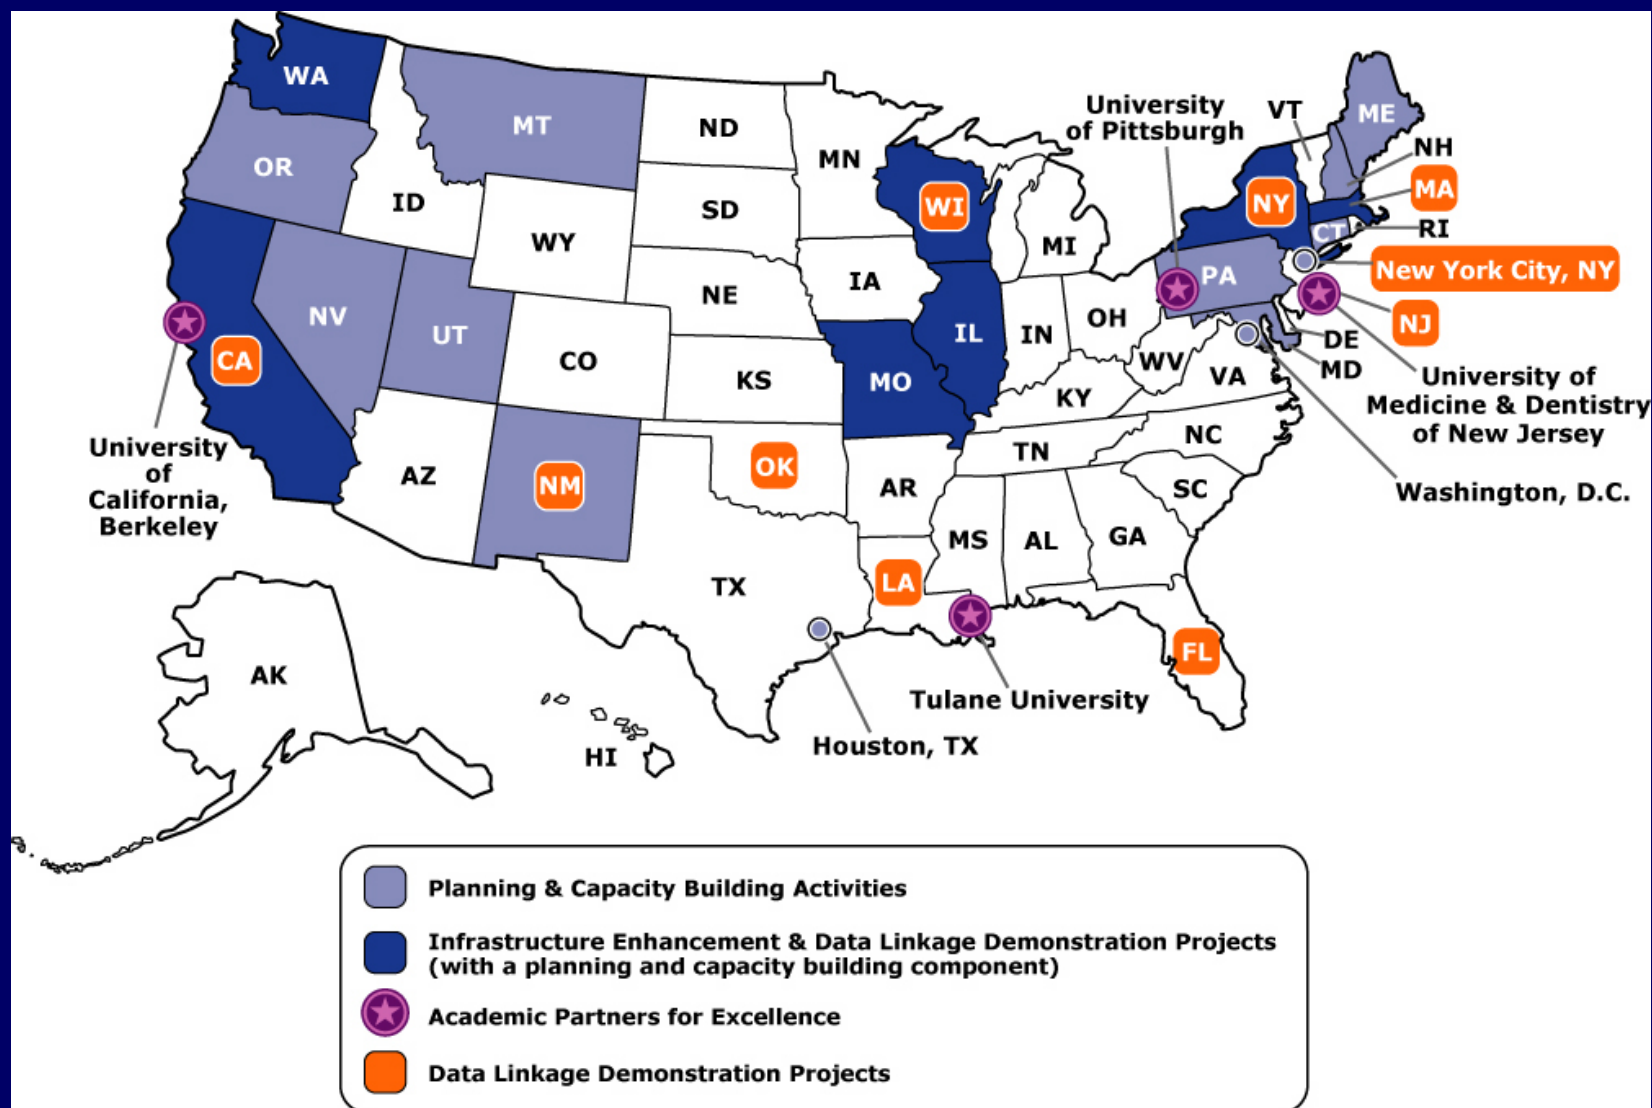 WA
MT
ND
MN
OR
ID
SD
WY
WI
MI
University
of Pittsburgh
VT
ME
NH
NY
MA
CT
RI
New York City, NY
PA
NJ
DE
MD
NE
IA
IL
IN
OH
NV
UT
CO
KS
MO
KY
WV
VA
CA
University of
Medicine & Dentistry
of New Jersey
Washington, D.C.
University
of
California,
Berkeley
AZ
NM
OK
AR
TN
NC
SC
MS
AL
GA
TX
LA
FL
Tulane University
Houston, TX
AK
HI
Planning & Capacity Building Activities
Infrastructure Enhancement & Data Linkage Demonstration Projects
(with a planning and capacity building component)
Academic Partners for Excellence
Data Linkage Demonstration Projects